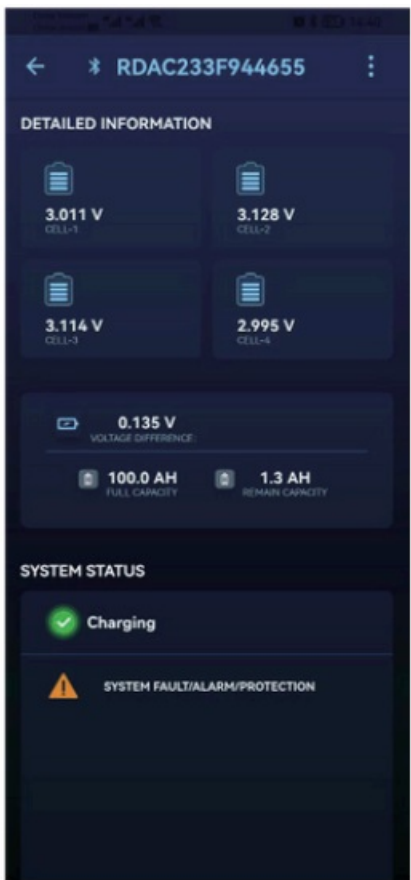 RDAC233F944655
DETAILED INFORMATION
3.011 V
CELL-1
3.128 V
CELL-2
3.114 V
CELL-3
2.995 V
CELL-4
0.135 V
VOLTAGE DIFFERENCE:
100.0 AH
FULL CAPACITY
1.3 AH
REMAIN CAPACITY
SYSTEM STATUS
Charging
SYSTEM FAULT/ALARM/PROTECTION